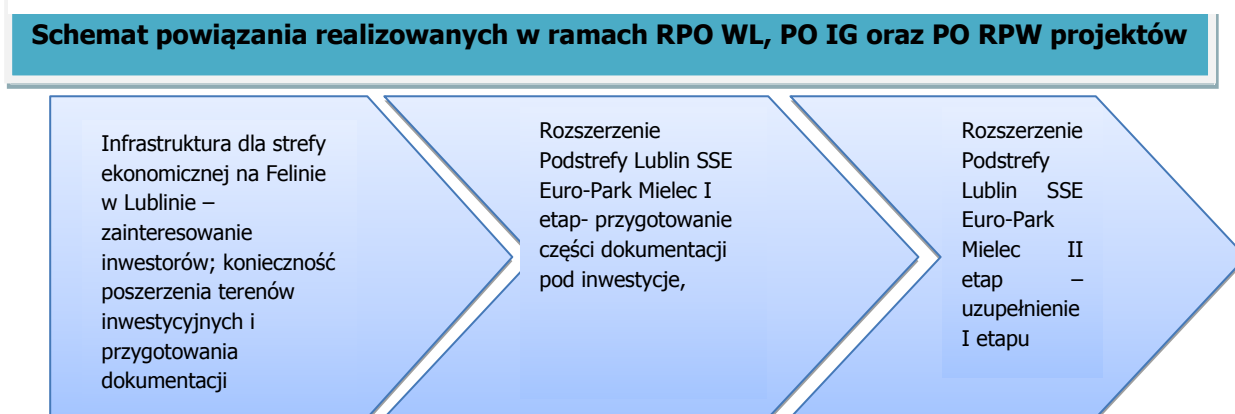 Schemat powiązania realizowanych w ramach RPO WL, PO IG oraz PO RPW projektów
Infrastruktura dla strefy
ekonomicznej na Felinie
w Lublinie –
zainteresowanie
inwestorów; konieczność
poszerzenia terenów
inwestycyjnych i
przygotowania
dokumentacji
Rozszerzenie
Podstrefy Lublin SSE
Euro-Park Mielec I
etap- przygotowanie
części dokumentacji
pod inwestycje,
Rozszerzenie
Podstrefy
Lublin SSE
Euro-Park
Mielec II
etap –
uzupełnienie
I etapu